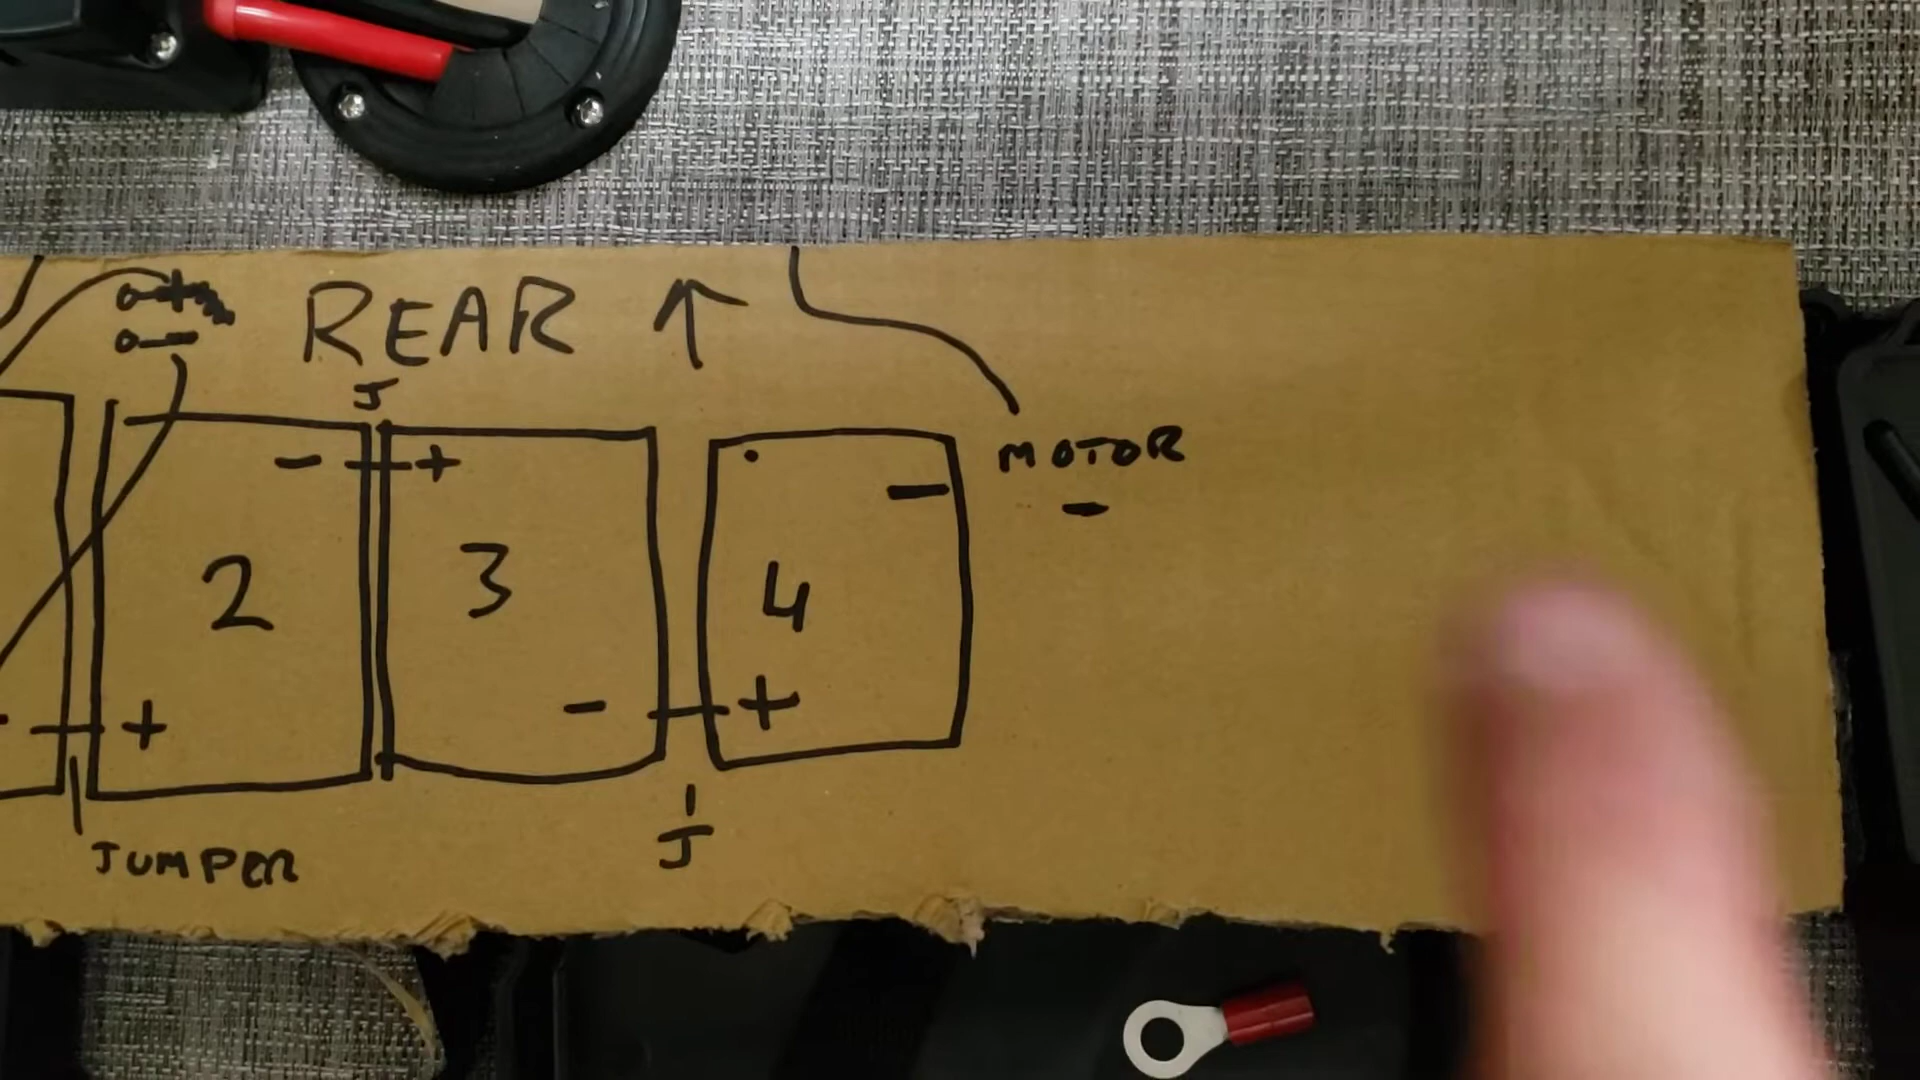 REAR ↑
J
MOTOR
-
- +
-
2 3 4
- + - +
J
JUMPER